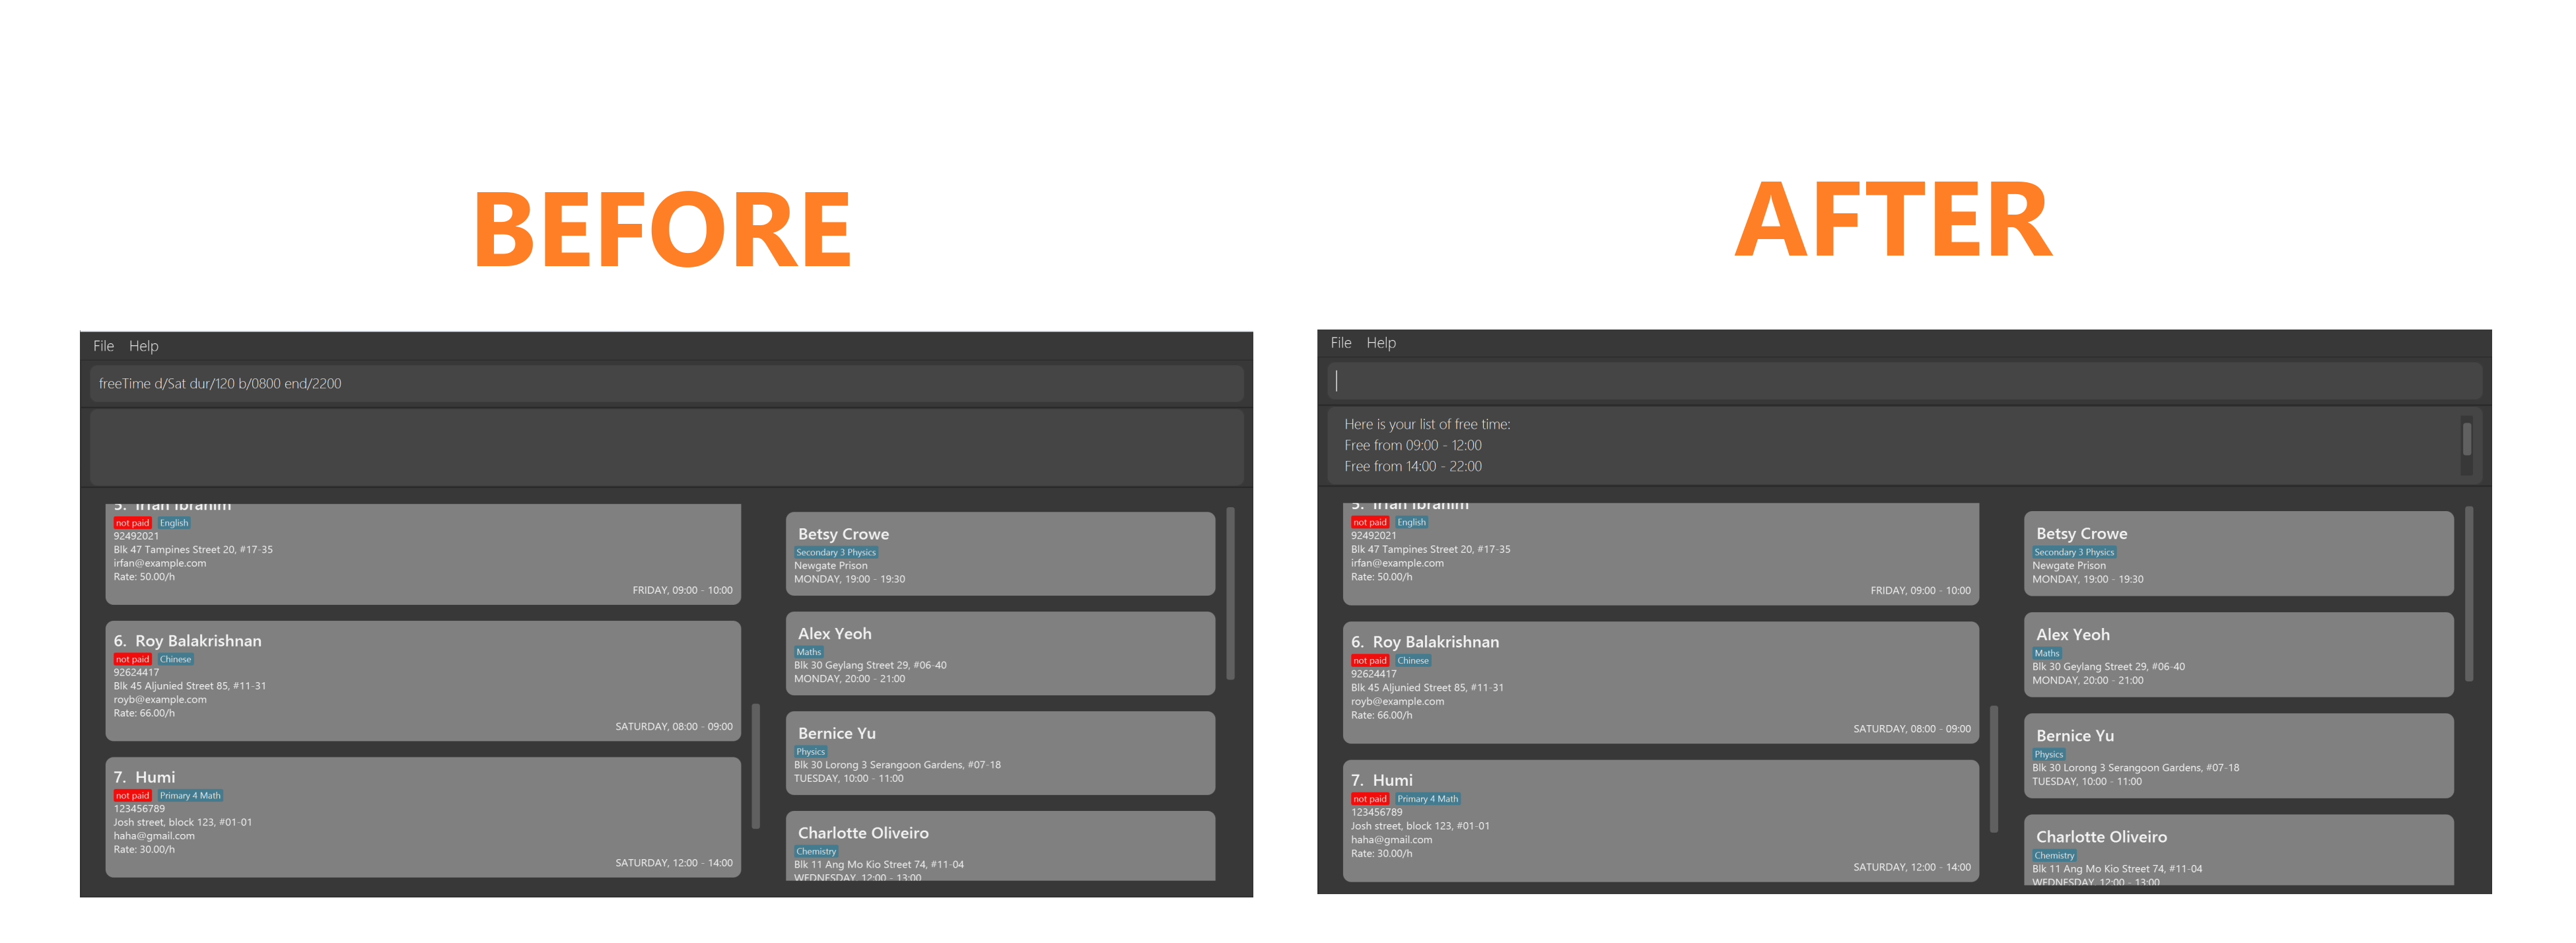 BEFORE
File Help
freeTime d/Sat dur/120 b/0800 end/2200
5. Irfan Ibrahim
not paid English
92492021
Blk 47 Tampines Street 20, #17-35
irfan@example.com
Rate: 50.00/h
FRIDAY, 09:00 - 10:00
6. Roy Balakrishnan
not paid Chinese
92624417
Blk 45 Aljunied Street 85, #11-31
royb@example.com
Rate: 66.00/h
SATURDAY, 08:00 - 09:00
7. Humi
not paid Primary 4 Math
123456789
Josh street, block 123, #01-01
haha@gmail.com
Rate: 30.00/h
SATURDAY, 12:00 - 14:00
Betsy Crowe
Secondary 3 Physics
Newgate Prison
MONDAY, 19:00 - 19:30
Alex Yeoh
Maths
Blk 30 Geylang Street 29, #06-40
MONDAY, 20:00 - 21:00
Bernice Yu
Physics
Blk 30 Lorong 3 Serangoon Gardens, #07-18
TUESDAY, 10:00 - 11:00
Charlotte Oliveiro
Chemistry
Blk 11 Ang Mo Kio Street 74, #11-04
WEDNESDAY, 12:00 - 13:00
AFTER
File Help
Here is your list of free time:
Free from 09:00 - 12:00
Free from 14:00 - 22:00
5. Irfan Ibrahim
not paid English
92492021
Blk 47 Tampines Street 20, #17-35
irfan@example.com
Rate: 50.00/h
FRIDAY, 09:00 - 10:00
6. Roy Balakrishnan
not paid Chinese
92624417
Blk 45 Aljunied Street 85, #11-31
royb@example.com
Rate: 66.00/h
SATURDAY, 08:00 - 09:00
7. Humi
not paid Primary 4 Math
123456789
Josh street, block 123, #01-01
haha@gmail.com
Rate: 30.00/h
SATURDAY, 12:00 - 14:00
Betsy Crowe
Secondary 3 Physics
Newgate Prison
MONDAY, 19:00 - 19:30
Alex Yeoh
Maths
Blk 30 Geylang Street 29, #06-40
MONDAY, 20:00 - 21:00
Bernice Yu
Physics
Blk 30 Lorong 3 Serangoon Gardens, #07-18
TUESDAY, 10:00 - 11:00
Charlotte Oliveiro
Chemistry
Blk 11 Ang Mo Kio Street 74, #11-04
WEDNESDAY, 12:00 - 13:00